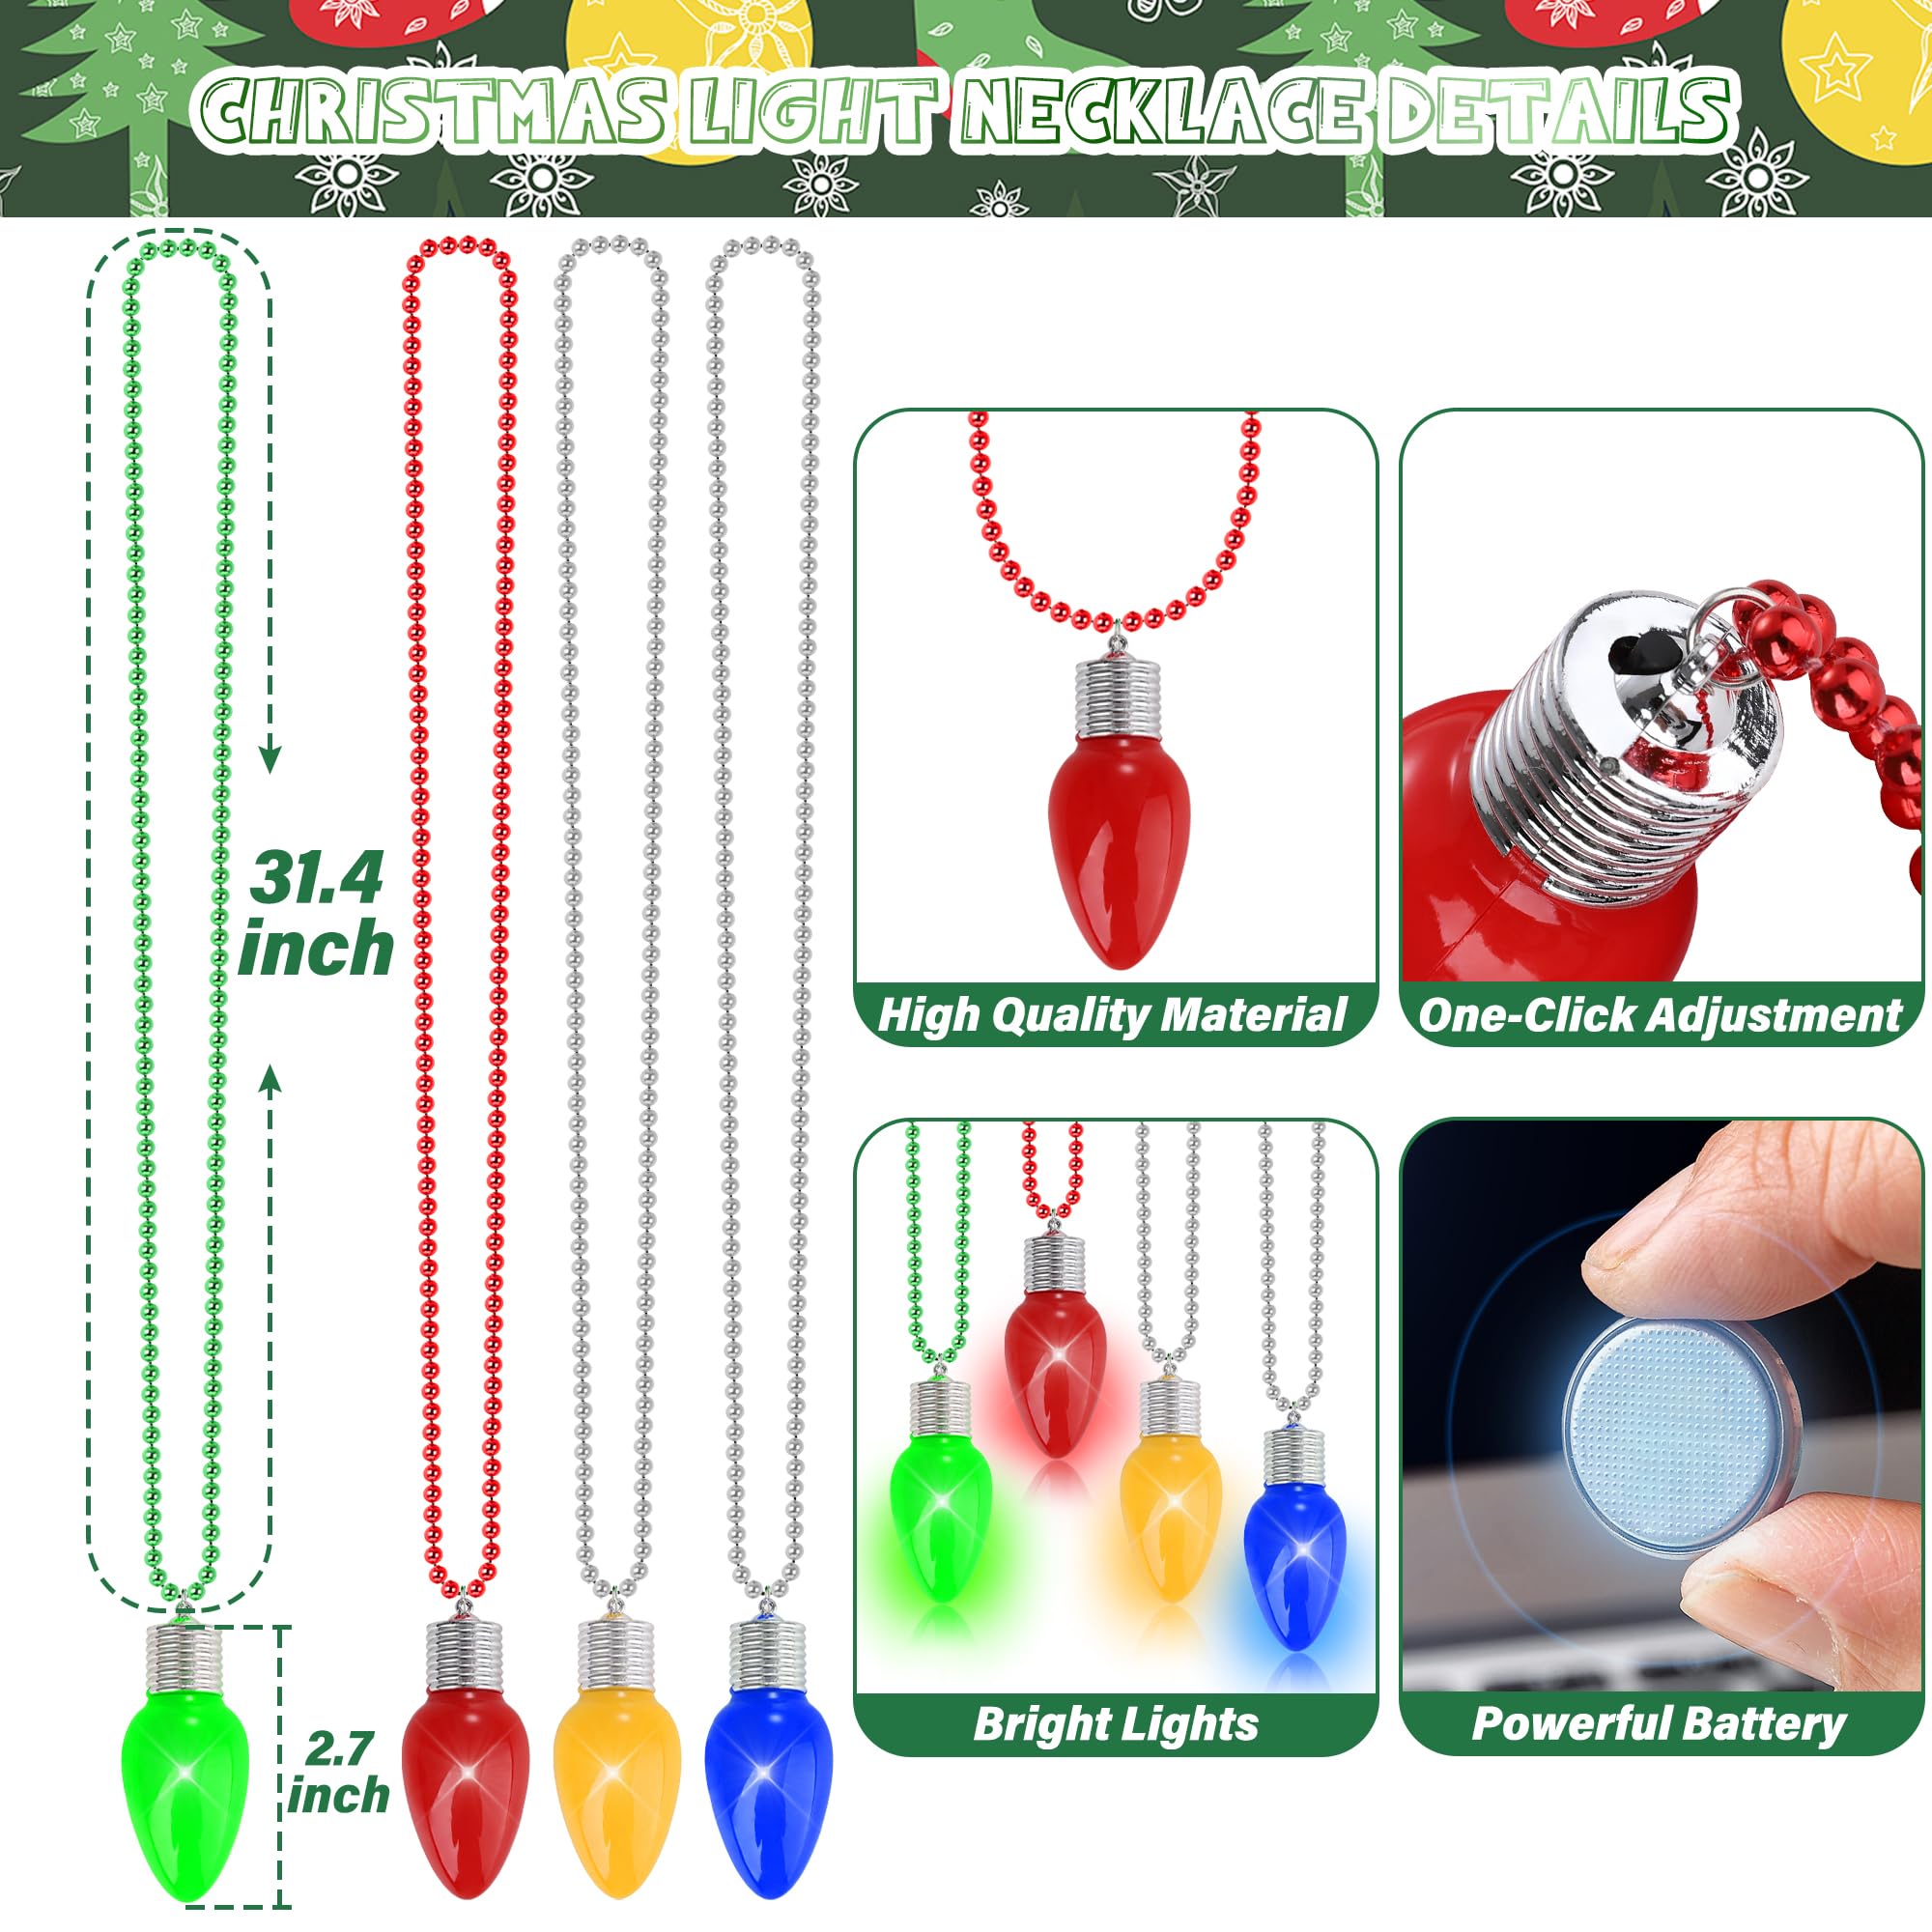 CHRISTMAS LIGHT NECKLACE DETAILS
31.4
inch
2.7
inch
High Quality Material
One-Click Adjustment
Bright Lights
Powerful Battery